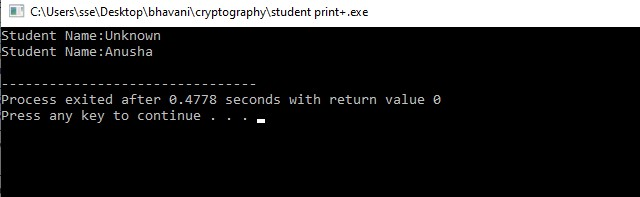 C:\Users\sse\Desktop\bhavani\cryptography\student print+.exe
Student Name:Unknown
Student Name:Anusha
--------------------------------
Process exited after 0.4778 seconds with return value 0
Press any key to continue . . .